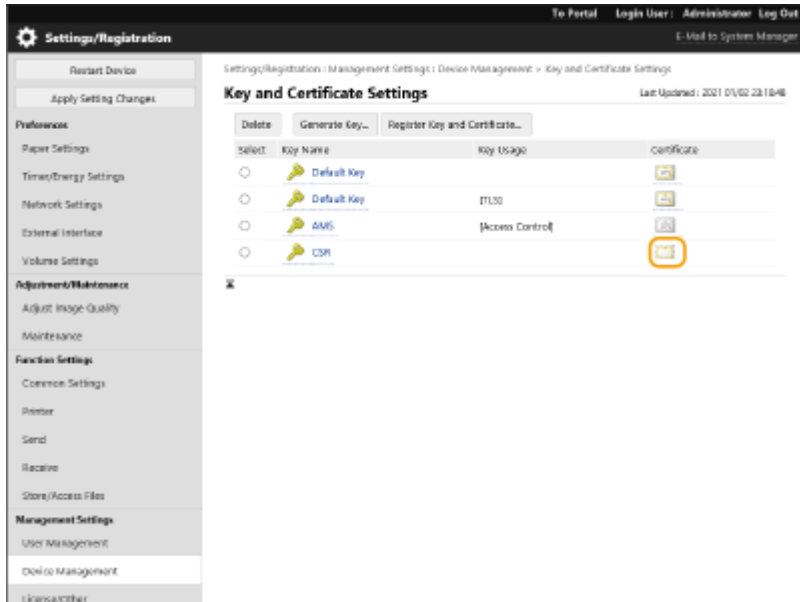 To Portal Login User : Administrator Log Out
Settings/Registration
E-Mail to System Manager
Restart Device
Apply Setting Changes
Preferences
Paper Settings
Timer/Energy Settings
Network Settings
External Interface
Volume Settings
Adjustment/Maintenance
Adjust Image Quality
Maintenance
Function Settings
Common Settings
Printer
Send
Receive
Store/Access Files
Management Settings
User Management
Device Management
License/Other
Settings/Registration : Management Settings : Device Management > Key and Certificate Settings
Key and Certificate Settings
Last Updated : 2021 01/02 23:18:48
Delete Generate Key... Register Key and Certificate...
Select Key Name Key Usage Certificate
Default Key
Default Key [TLS]
AMS [Access Control]
CSR